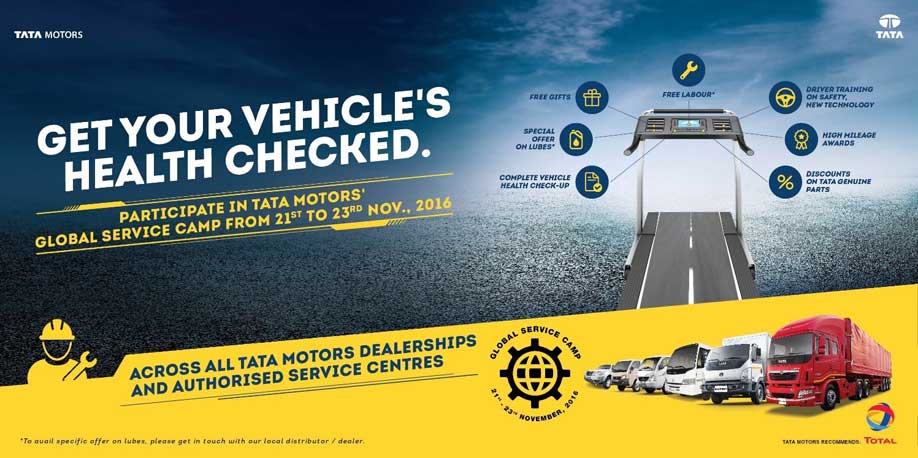 TATA MOTORS
TATA
GET YOUR VEHICLE'S
HEALTH CHECKED.
PARTICIPATE IN TATA MOTORS'
GLOBAL SERVICE CAMP FROM 21ST TO 23RD NOV., 2016
FREE LABOUR*
FREE GIFTS
SPECIAL
OFFER
ON LUBES*
COMPLETE VEHICLE
HEALTH CHECK-UP
DRIVER TRAINING
ON SAFETY,
NEW TECHNOLOGY
HIGH MILEAGE
AWARDS
%
DISCOUNTS
ON TATA GENUINE
PARTS
ACROSS ALL TATA MOTORS DEALERSHIPS
AND AUTHORISED SERVICE CENTRES
GLOBAL SERVICE CAMP
21ST - 23RD NOVEMBER, 2016
*To avail specific offer on lubes, please get in touch with our local distributor / dealer.
TATA MOTORS RECOMMENDS: TOTAL